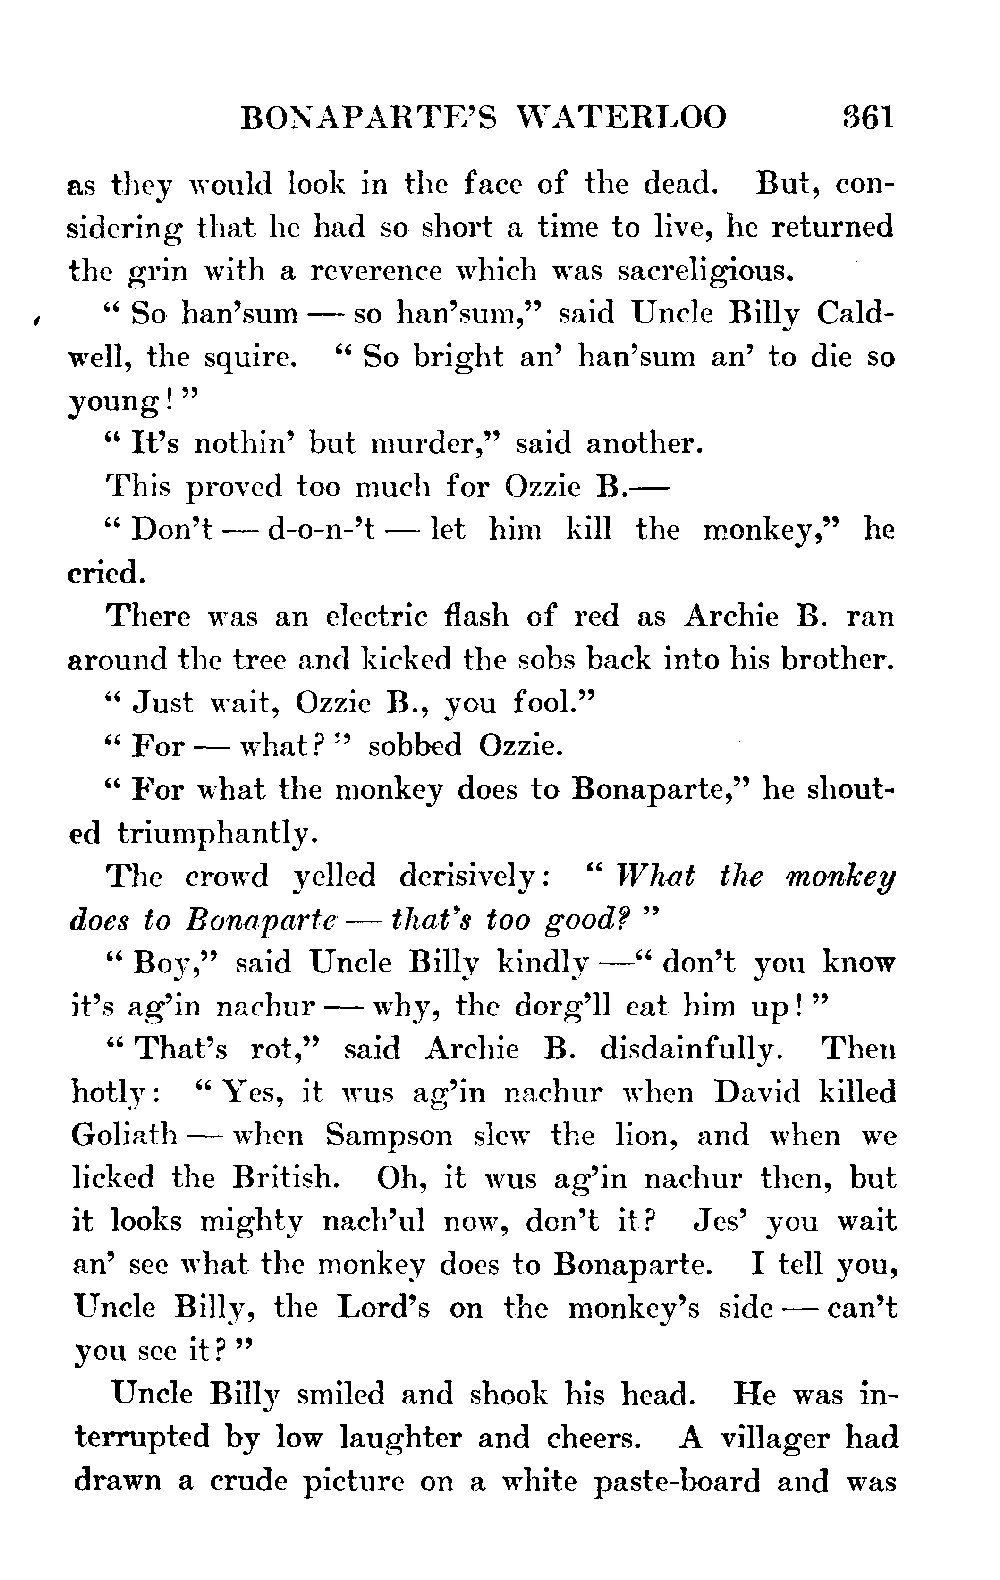 BONAPARTE'S WATERLOO 361
as they would look in the face of the dead. But, con-
sidering that he had so short a time to live, he returned
the grin with a reverence which was sacreligious.
“ So han’sum — so han’sum,” said Uncle Billy Cald-
well, the squire. “ So bright an’ han’sum an’ to die so
young! ”
“ It’s nothin’ but murder,” said another.
This proved too much for Ozzie B.—
“ Don’t — d-o-n-’t — let him kill the monkey,” he
cried.
There was an electric flash of red as Archie B. ran
around the tree and kicked the sobs back into his brother.
“ Just wait, Ozzie B., you fool.”
“ For — what? ” sobbed Ozzie.
“ For what the monkey does to Bonaparte,” he shout-
ed triumphantly.
The crowd yelled derisively: “ What the monkey
does to Bonaparte — that’s too good? ”
“ Boy,” said Uncle Billy kindly —“ don’t you know
it’s ag’in nachur — why, the dorg’ll eat him up! ”
“ That’s rot,” said Archie B. disdainfully. Then
hotly: “ Yes, it wus ag’in nachur when David killed
Goliath — when Sampson slew the lion, and when we
licked the British. Oh, it wus ag’in nachur then, but
it looks mighty nach’ul now, don’t it? Jes’ you wait
an’ see what the monkey does to Bonaparte. I tell you,
Uncle Billy, the Lord’s on the monkey’s side — can’t
you see it? ”
Uncle Billy smiled and shook his head. He was in-
terrupted by low laughter and cheers. A villager had
drawn a crude picture on a white paste-board and was